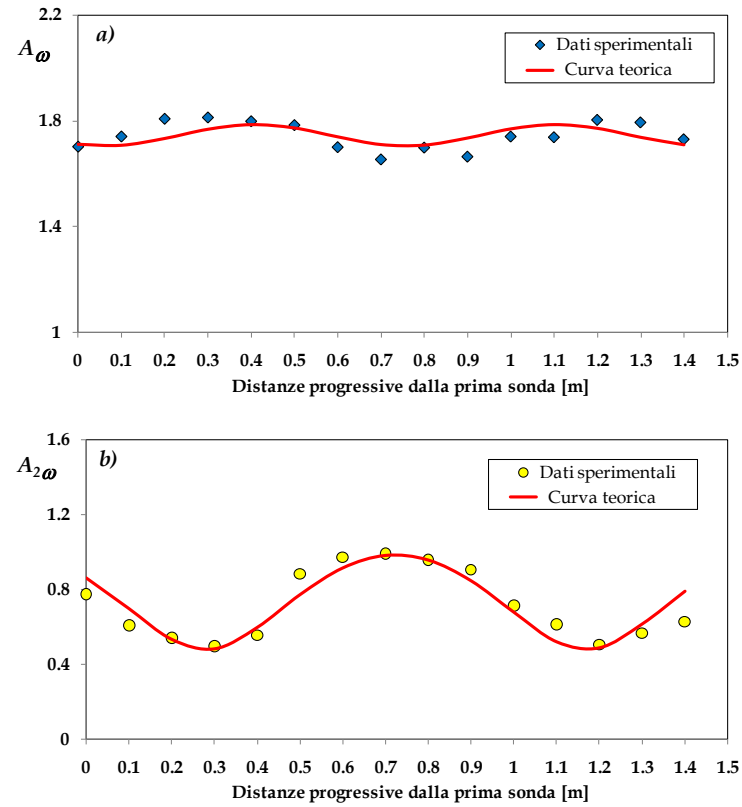 a)
Aω
Dati sperimentali
Curva teorica
2.2
1.8
1.4
1
0 0.1 0.2 0.3 0.4 0.5 0.6 0.7 0.8 0.9 1 1.1 1.2 1.3 1.4 1.5
Distanze progressive dalla prima sonda [m]
b)
A2ω
Dati sperimentali
Curva teorica
1.6
1.2
0.8
0.4
0
0 0.1 0.2 0.3 0.4 0.5 0.6 0.7 0.8 0.9 1 1.1 1.2 1.3 1.4 1.5
Distanze progressive dalla prima sonda [m]